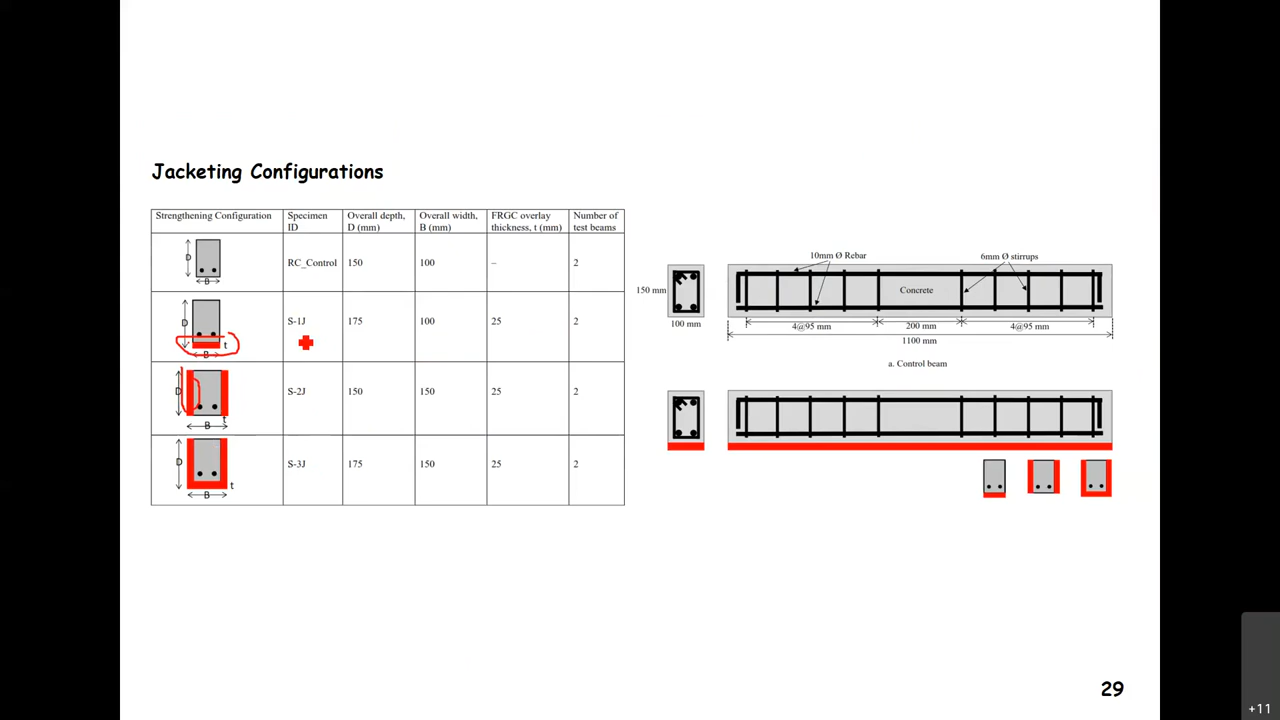 Jacketing Configurations
Strengthening Configuration Specimen ID Overall depth, D (mm) Overall width, B (mm) FRGC overlay thickness, t (mm) Number of test beams
D B RC_Control 150 100 – 2
D t B S-1J 175 100 25 2
D t B S-2J 150 150 25 2
D t B S-3J 175 150 25 2
10mm Ø Rebar 6mm Ø stirrups
150 mm Concrete
100 mm 4@95 mm 200 mm 4@95 mm
1100 mm
a. Control beam
29
+11